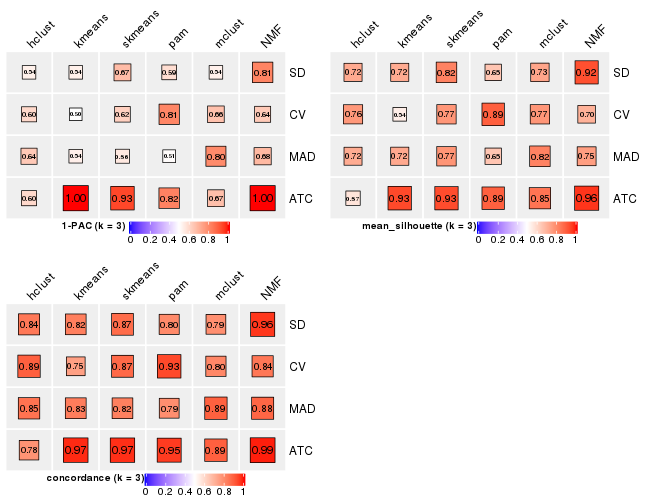 hclust kmeans skmeans pam mclust NMF
0.54 0.54 0.67 0.59 0.54 0.81 SD
0.60 0.50 0.62 0.81 0.66 0.64 CV
0.64 0.54 0.56 0.51 0.80 0.68 MAD
0.60 1.00 0.93 0.82 0.67 1.00 ATC
1-PAC (k = 3)
0 0.2 0.4 0.6 0.8 1
hclust kmeans skmeans pam mclust NMF
0.72 0.72 0.82 0.65 0.73 0.92 SD
0.76 0.54 0.77 0.89 0.77 0.70 CV
0.72 0.72 0.77 0.65 0.82 0.75 MAD
0.57 0.93 0.93 0.89 0.85 0.96 ATC
mean_silhouette (k = 3)
0 0.2 0.4 0.6 0.8 1
hclust kmeans skmeans pam mclust NMF
0.84 0.82 0.87 0.80 0.79 0.96 SD
0.89 0.75 0.87 0.93 0.80 0.84 CV
0.85 0.83 0.82 0.79 0.89 0.88 MAD
0.78 0.97 0.97 0.95 0.89 0.99 ATC
concordance (k = 3)
0 0.2 0.4 0.6 0.8 1